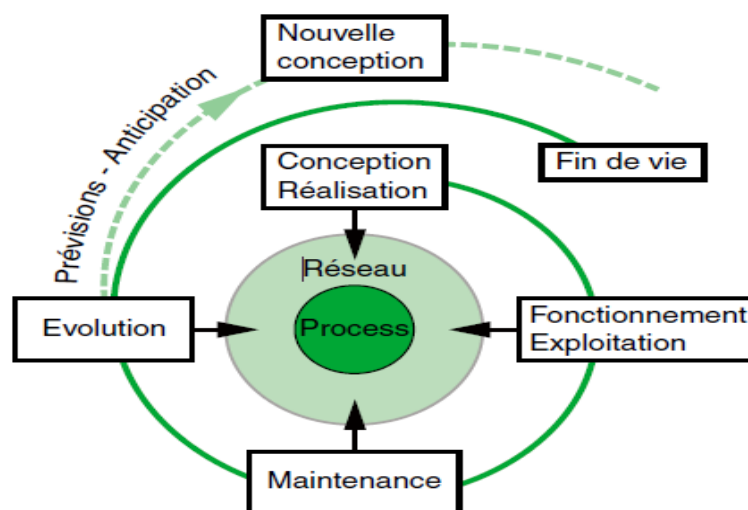 Nouvelle
conception
Prévisions - Anticipation
Fin de vie
Conception
Réalisation
Réseau
Process
Evolution
Fonctionnement
Exploitation
Maintenance